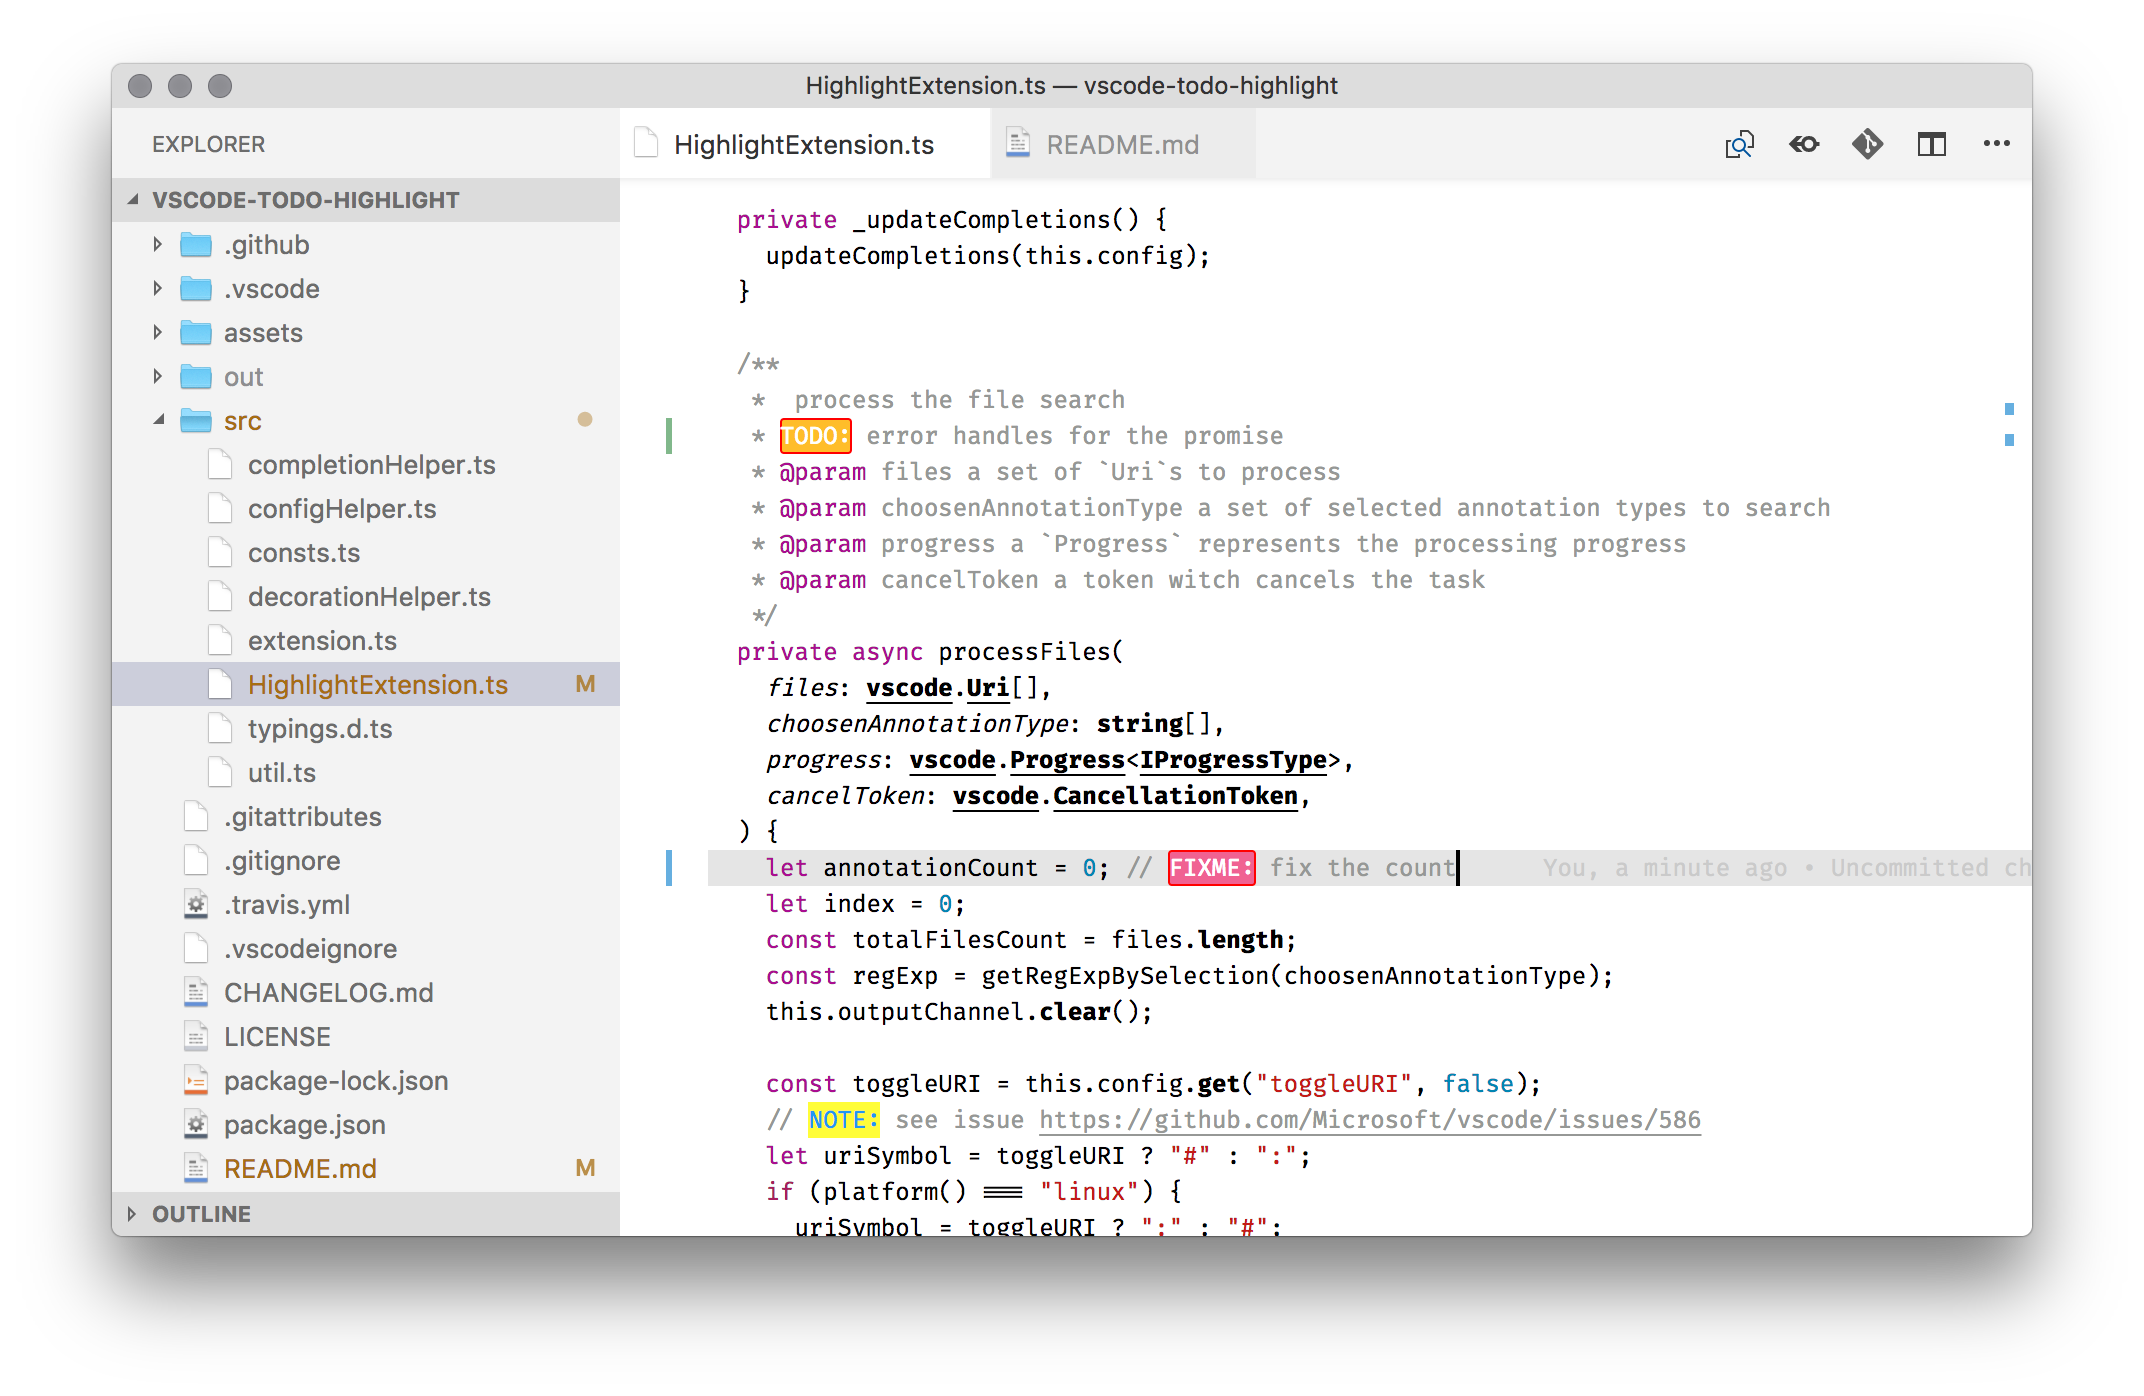 HighlightExtension.ts — vscode-todo-highlight
EXPLORER
VSCODE-TODO-HIGHLIGHT
.github
.vscode
assets
out
src
completionHelper.ts
configHelper.ts
consts.ts
decorationHelper.ts
extension.ts
HighlightExtension.ts M
typings.d.ts
util.ts
.gitattributes
.gitignore
.travis.yml
.vscodeignore
CHANGELOG.md
LICENSE
package-lock.json
package.json
README.md M
OUTLINE
HighlightExtension.ts README.md
private _updateCompletions() {
updateCompletions(this.config);
}
/**
* process the file search
* TODO: error handles for the promise
* @param files a set of `Uri`s to process
* @param choosenAnnotationType a set of selected annotation types to search
* @param progress a `Progress` represents the processing progress
* @param cancelToken a token witch cancels the task
*/
private async processFiles(
files: vscode.Uri[],
choosenAnnotationType: string[],
progress: vscode.Progress<IProgressType>,
cancelToken: vscode.CancellationToken,
) {
let annotationCount = 0; // FIXME: fix the count You, a minute ago • Uncommitted ch
let index = 0;
const totalFilesCount = files.length;
const regExp = getRegExpBySelection(choosenAnnotationType);
this.outputChannel.clear();
const toggleURI = this.config.get("toggleURI", false);
// NOTE: see issue https://github.com/Microsoft/vscode/issues/586
let uriSymbol = toggleURI ? "#" : ":";
if (platform() === "linux") {
uriSymbol = toggleURI ? ":" : "#";